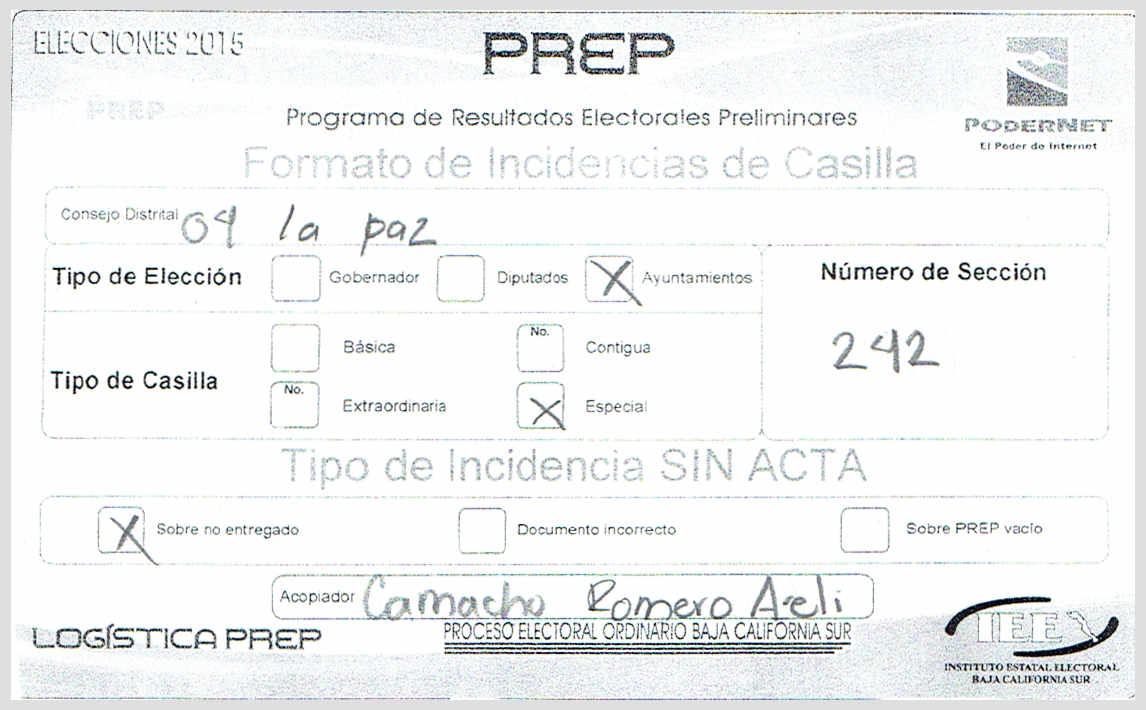 ELECCIONES 2015
PREP
PREP
PODERNET
El Poder de Internet
Programa de Resultados Electorales Preliminares
Formato de Incidencias de Casilla
Consejo Distrital 04 la paz
Tipo de Elección Gobernador Diputados X Ayuntamientos
Número de Sección
242
Tipo de Casilla
Básica No. Contigua
No. Extraordinaria X Especial
Tipo de Incidencia SIN ACTA
X Sobre no entregado Documento incorrecto Sobre PREP vacío
Acopiador Camacho Romero Areli
LOGÍSTICA PREP
PROCESO ELECTORAL ORDINARIO BAJA CALIFORNIA SUR
IEE
INSTITUTO ESTATAL ELECTORAL
BAJA CALIFORNIA SUR